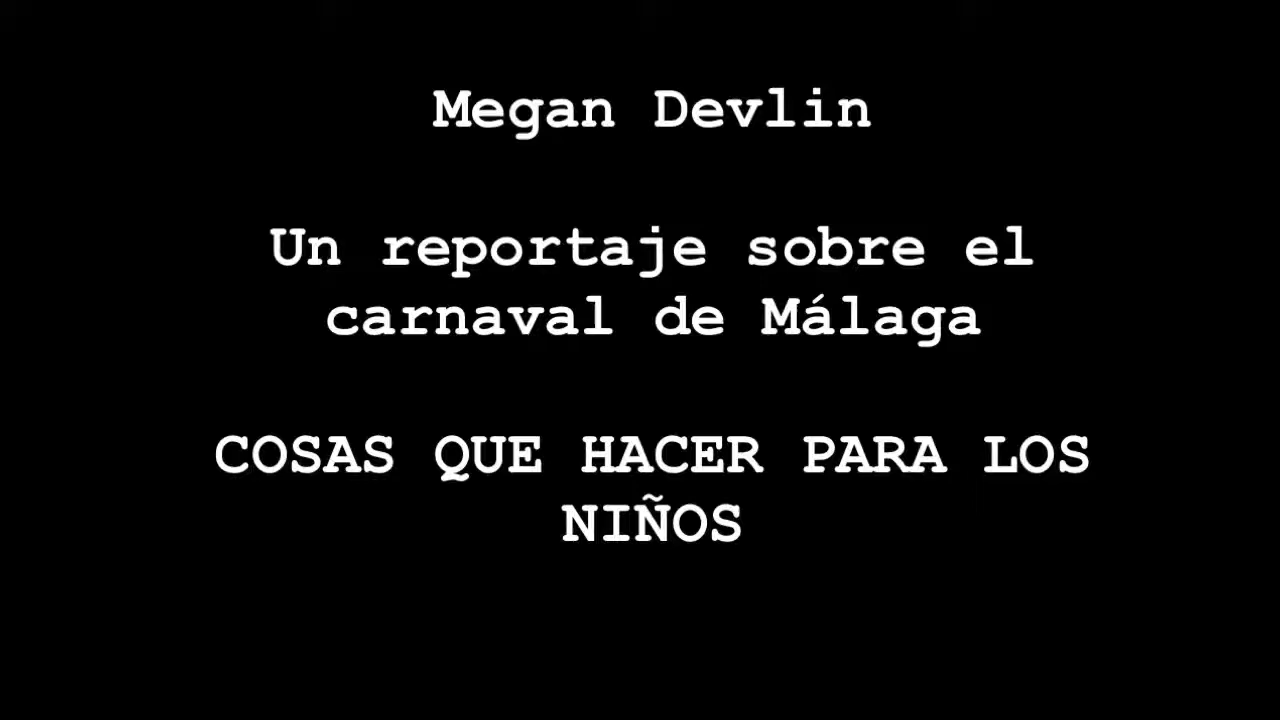 Megan Devlin
Un reportaje sobre el
carnaval de Málaga
COSAS QUE HACER PARA LOS
NIÑOS